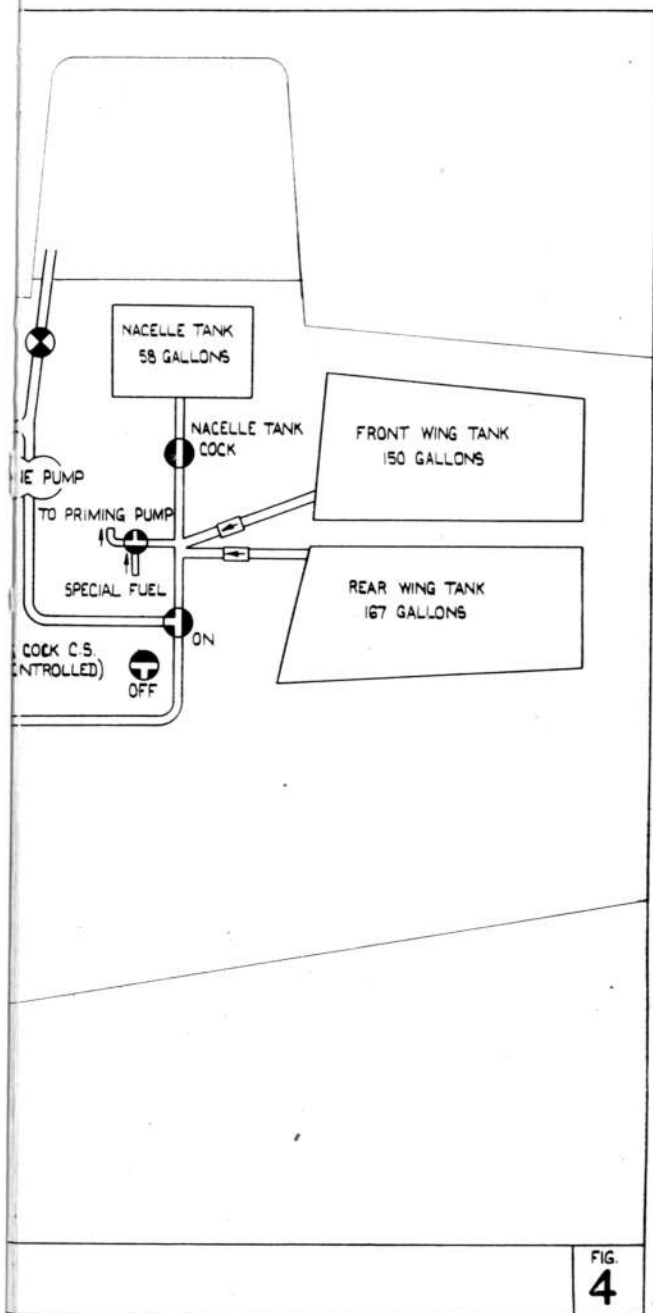 NACELLE TANK
58 GALLONS
NACELLE TANK
COCK
FRONT WING TANK
150 GALLONS
NE PUMP
TO PRIMING PUMP
SPECIAL FUEL
REAR WING TANK
167 GALLONS
ON
COCK C.S.
NTROLLED)
OFF
FIG.
4